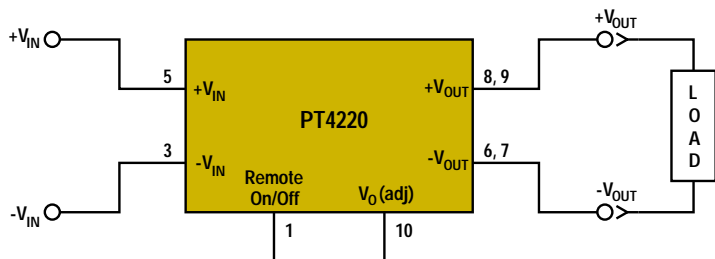 +VIN
5
+VIN
3
-VIN
-VIN
PT4220
Remote
On/Off
VO (adj)
1
10
+VOUT
8, 9
-VOUT
6, 7
+VOUT
-VOUT
L
O
A
D